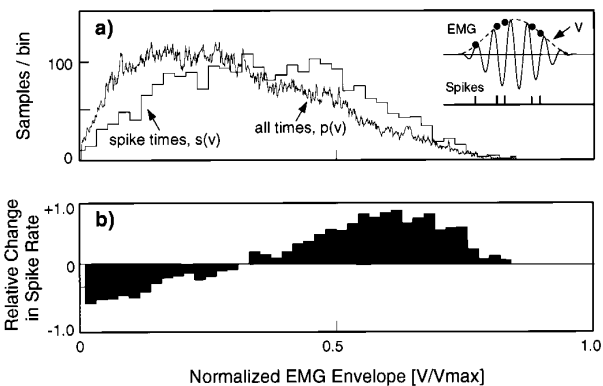 a)
Samples / bin
100
0
spike times, s(v)
all times, p(v)
EMG
V
Spikes
b)
Relative Change
in Spike Rate
+1.0
0
-1.0
0
0.5
1.0
Normalized EMG Envelope [V/Vmax]